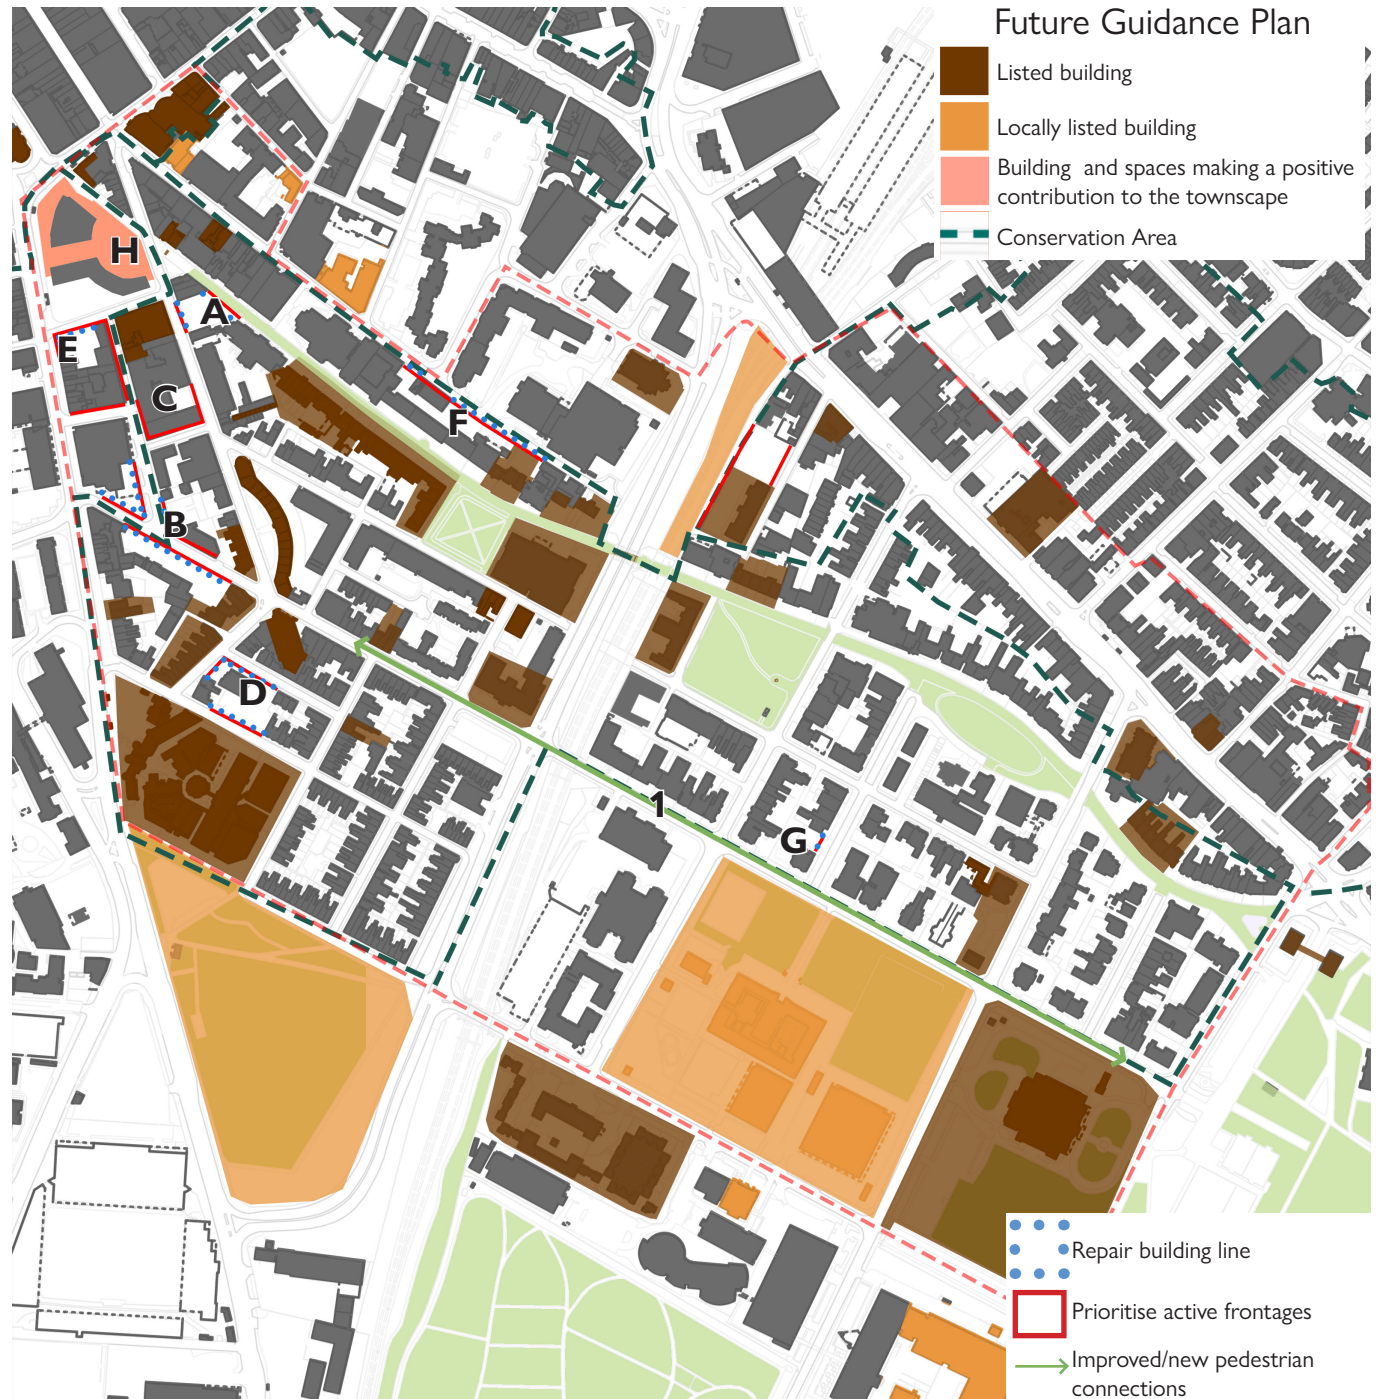 Future Guidance Plan
Listed building
Locally listed building
Building and spaces making a positive
contribution to the townscape
Conservation Area
H
A
E
C
F
B
D
1
G
Repair building line
Prioritise active frontages
Improved/new pedestrian
connections